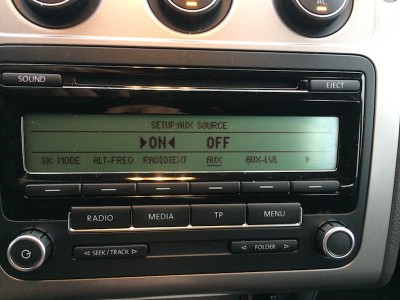 AC
SOUND
EJECT
SETUP:AUX SOURCE
▶ON◀ OFF
SK MODE ALT-FREQ RADIOTEXT AUX AUX-LVL ▶
RADIO MEDIA TP MENU
◁ SEEK / TRACK ▷ ◁ FOLDER ▷